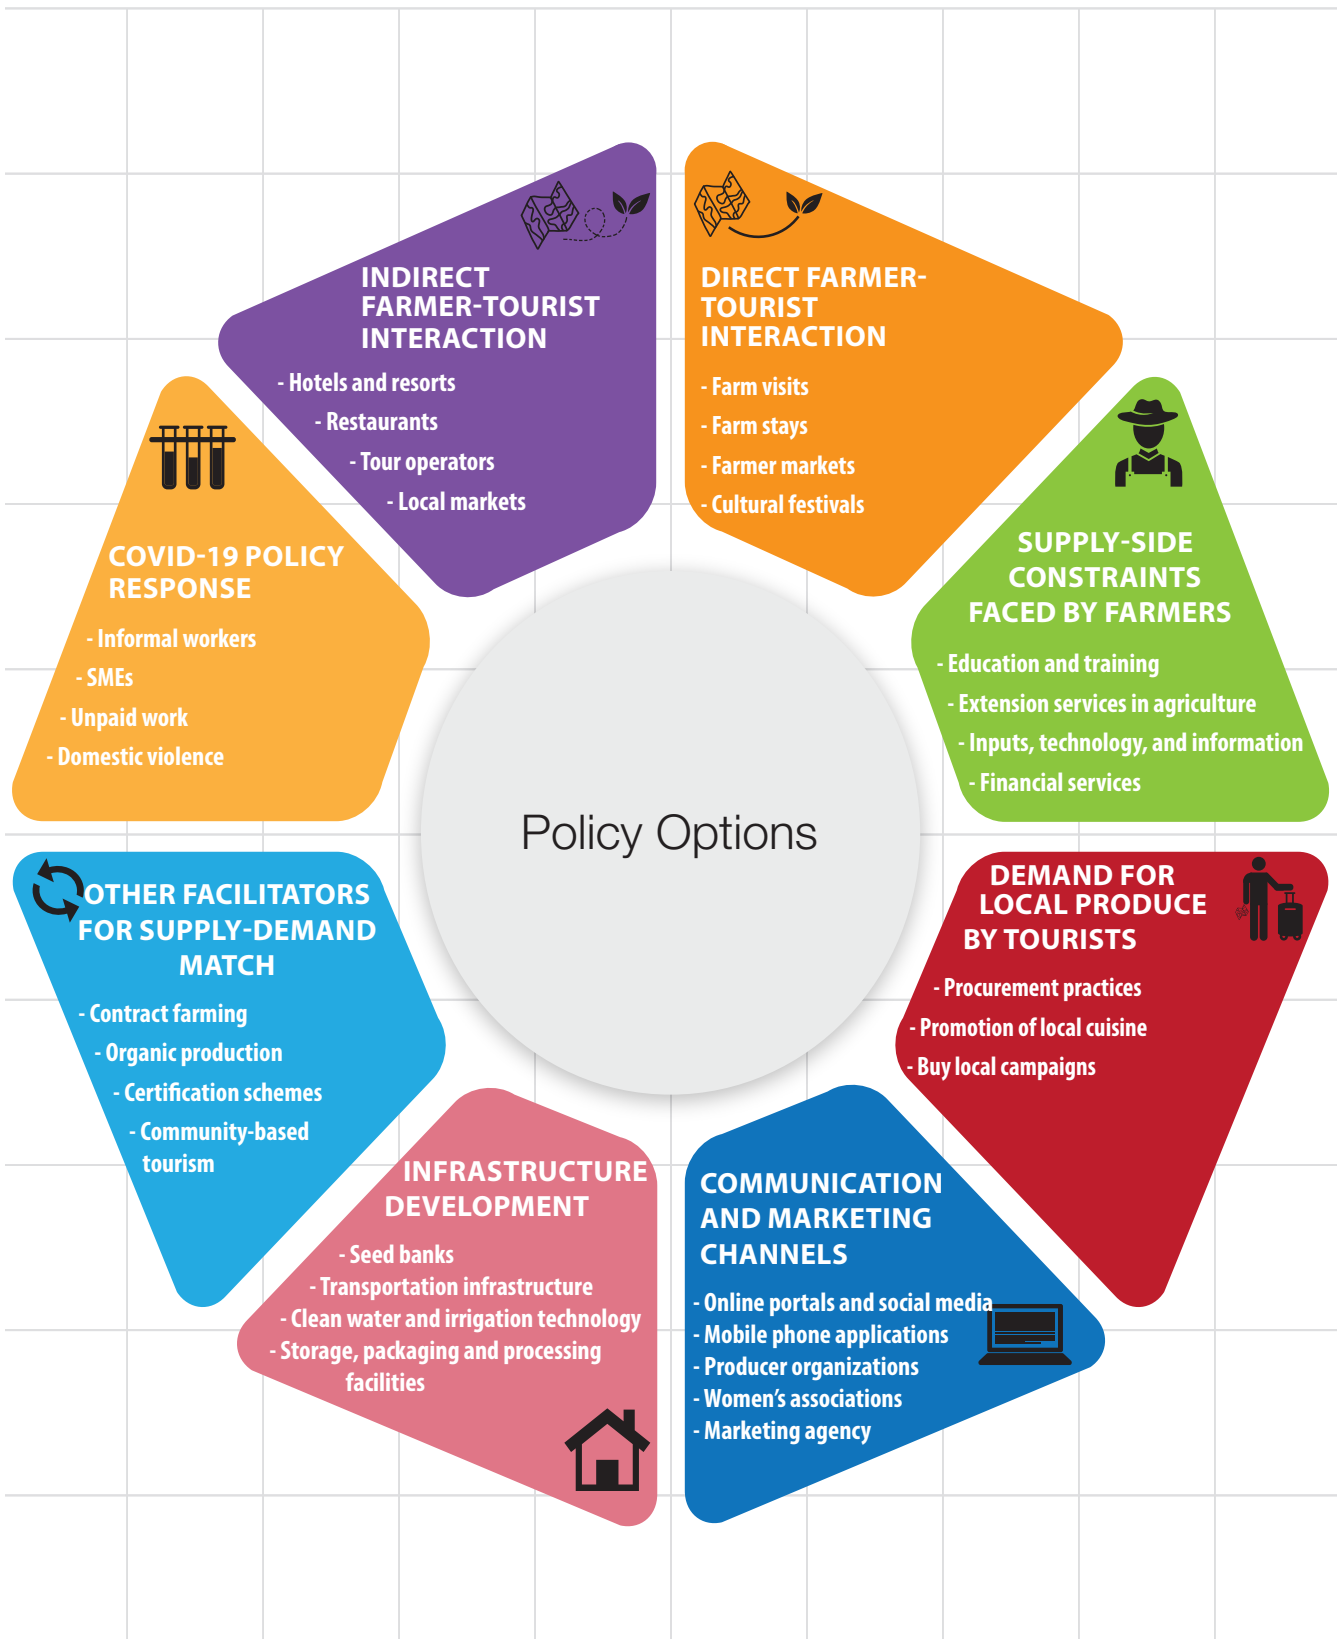 INDIRECT
FARMER-TOURIST
INTERACTION
- Hotels and resorts
- Restaurants
- Tour operators
- Local markets
DIRECT FARMER-
TOURIST
INTERACTION
- Farm visits
- Farm stays
- Farmer markets
- Cultural festivals
SUPPLY-SIDE
CONSTRAINTS
FACED BY FARMERS
- Education and training
- Extension services in agriculture
- Inputs, technology, and information
- Financial services
DEMAND FOR
LOCAL PRODUCE
BY TOURISTS
- Procurement practices
- Promotion of local cuisine
- Buy local campaigns
COMMUNICATION
AND MARKETING
CHANNELS
- Online portals and social media
- Mobile phone applications
- Producer organizations
- Women’s associations
- Marketing agency
INFRASTRUCTURE
DEVELOPMENT
- Seed banks
- Transportation infrastructure
- Clean water and irrigation technology
- Storage, packaging and processing
facilities
OTHER FACILITATORS
FOR SUPPLY-DEMAND
MATCH
- Contract farming
- Organic production
- Certification schemes
- Community-based
tourism
COVID-19 POLICY
RESPONSE
- Informal workers
- SMEs
- Unpaid work
- Domestic violence
Policy Options